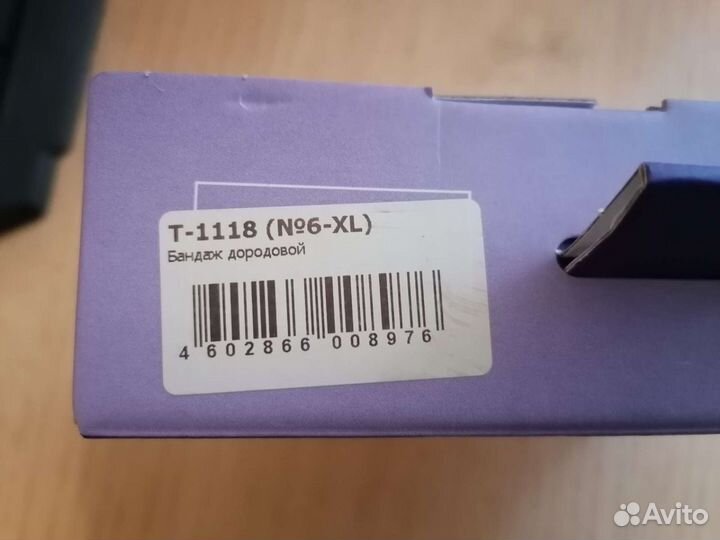 T-1118 (№6-XL)
Бандаж дородовой
4 602866 008976
Avito